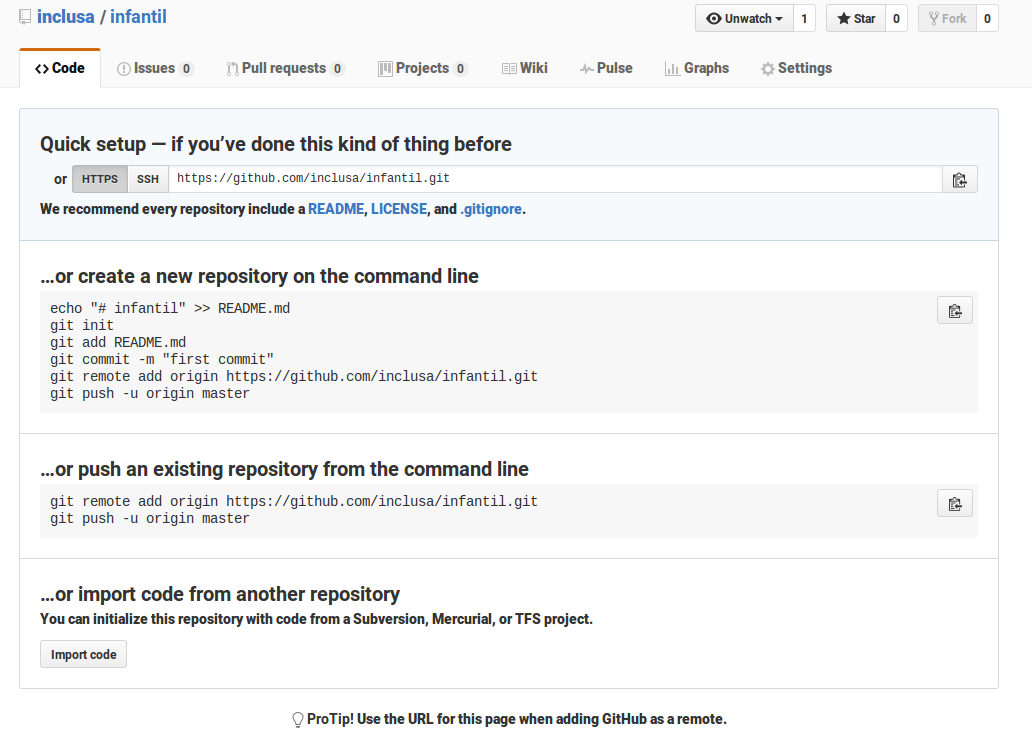 inclusa / infantil
Unwatch 1 Star 0 Fork 0
Code Issues 0 Pull requests 0 Projects 0 Wiki Pulse Graphs Settings
Quick setup — if you’ve done this kind of thing before
or HTTPS SSH https://github.com/inclusa/infantil.git
We recommend every repository include a README, LICENSE, and .gitignore.
…or create a new repository on the command line
echo "# infantil" >> README.md
git init
git add README.md
git commit -m "first commit"
git remote add origin https://github.com/inclusa/infantil.git
git push -u origin master
…or push an existing repository from the command line
git remote add origin https://github.com/inclusa/infantil.git
git push -u origin master
…or import code from another repository
You can initialize this repository with code from a Subversion, Mercurial, or TFS project.
Import code
ProTip! Use the URL for this page when adding GitHub as a remote.